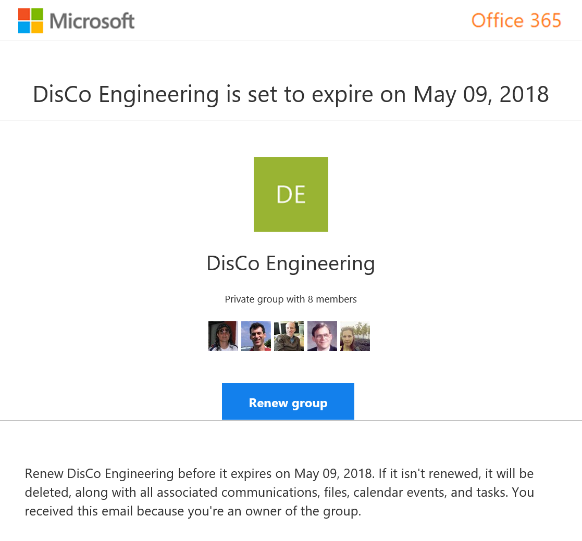 Microsoft Office 365
DisCo Engineering is set to expire on May 09, 2018
DE
DisCo Engineering
Private group with 8 members
Renew group
Renew DisCo Engineering before it expires on May 09, 2018. If it isn't renewed, it will be
deleted, along with all associated communications, files, calendar events, and tasks. You
received this email because you're an owner of the group.